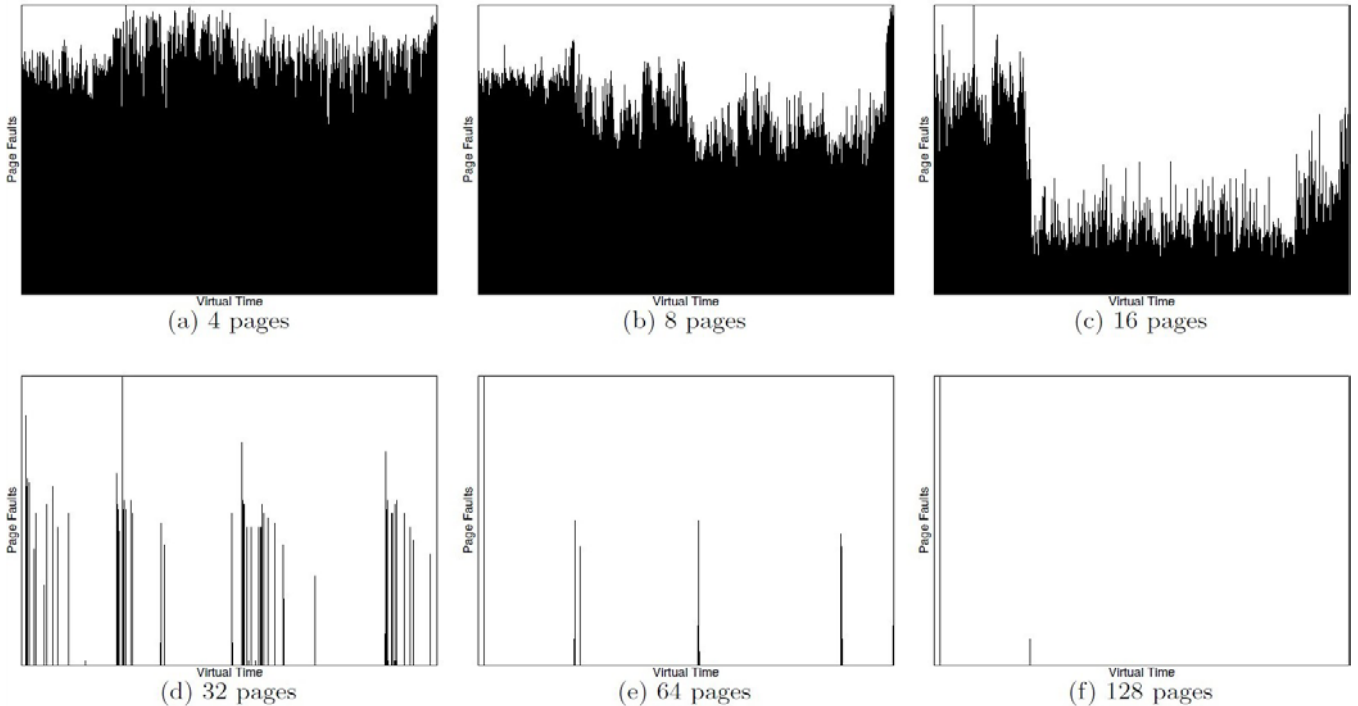 Page Faults
Virtual Time
(a) 4 pages
Page Faults
Virtual Time
(b) 8 pages
Page Faults
Virtual Time
(c) 16 pages
Page Faults
Virtual Time
(d) 32 pages
Page Faults
Virtual Time
(e) 64 pages
Page Faults
Virtual Time
(f) 128 pages